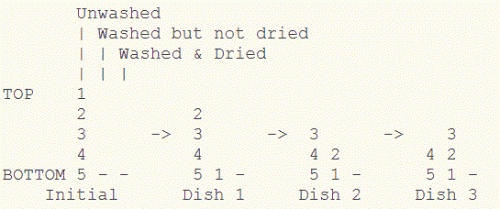 Unwashed
| Washed but not dried
| | Washed & Dried
| | |
TOP 1
2 2
3 -> 3 -> 3 -> 3
4 4 4 2 4 2
BOTTOM 5 - - 5 1 - 5 1 - 5 1 -
Initial Dish 1 Dish 2 Dish 3